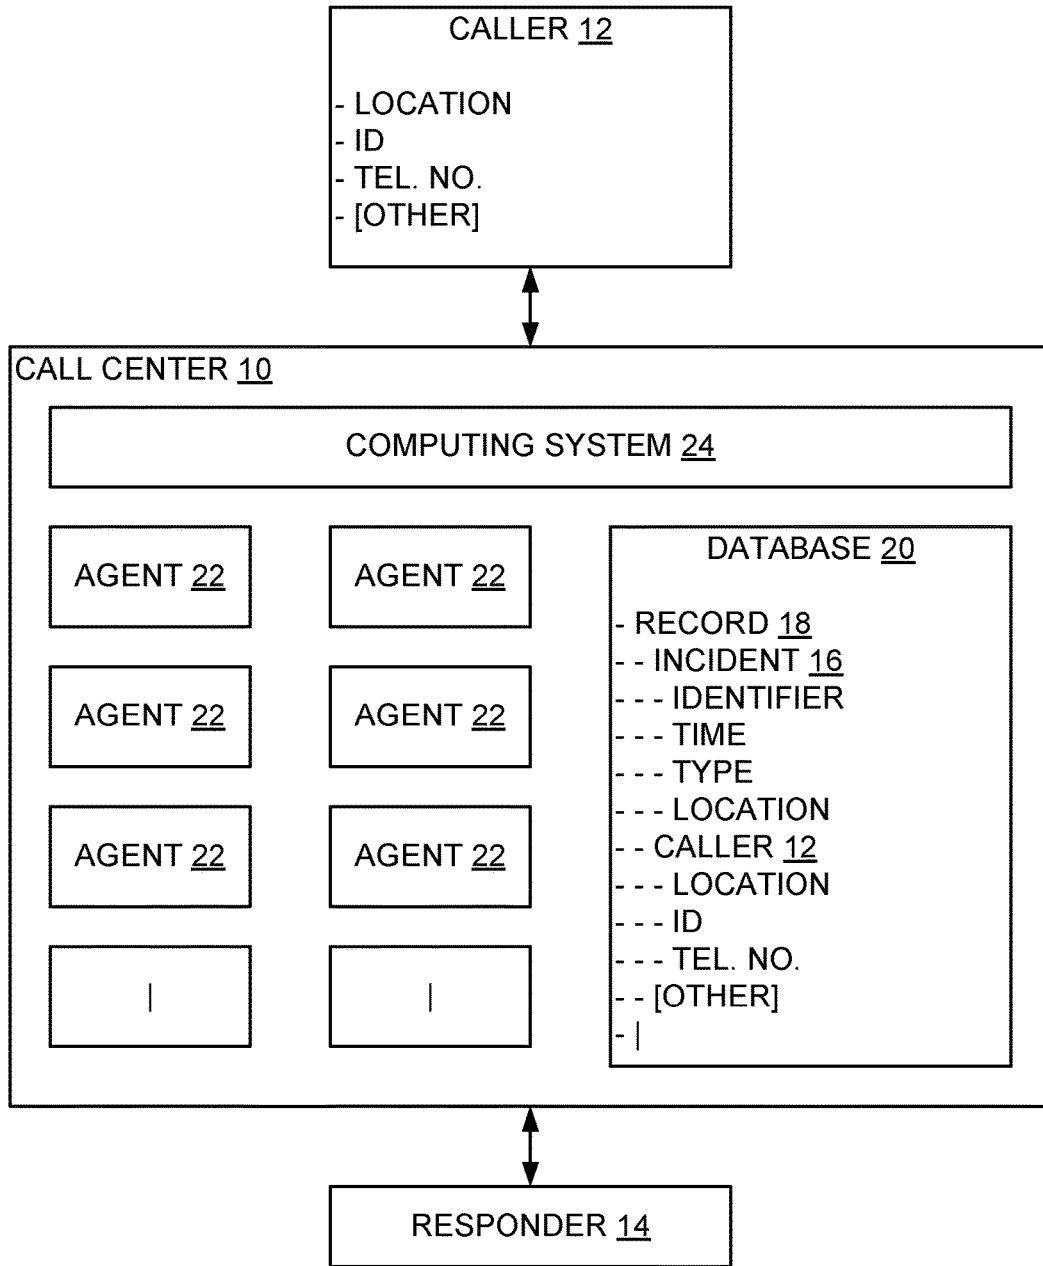 CALLER 12
- LOCATION
- ID
- TEL. NO.
- [OTHER]
CALL CENTER 10
COMPUTING SYSTEM 24
AGENT 22
AGENT 22
AGENT 22
AGENT 22
AGENT 22
AGENT 22
|
|
DATABASE 20
- RECORD 18
- - INCIDENT 16
- - - IDENTIFIER
- - - TIME
- - - TYPE
- - - LOCATION
- - CALLER 12
- - - LOCATION
- - - ID
- - - TEL. NO.
- - [OTHER]
- |
RESPONDER 14